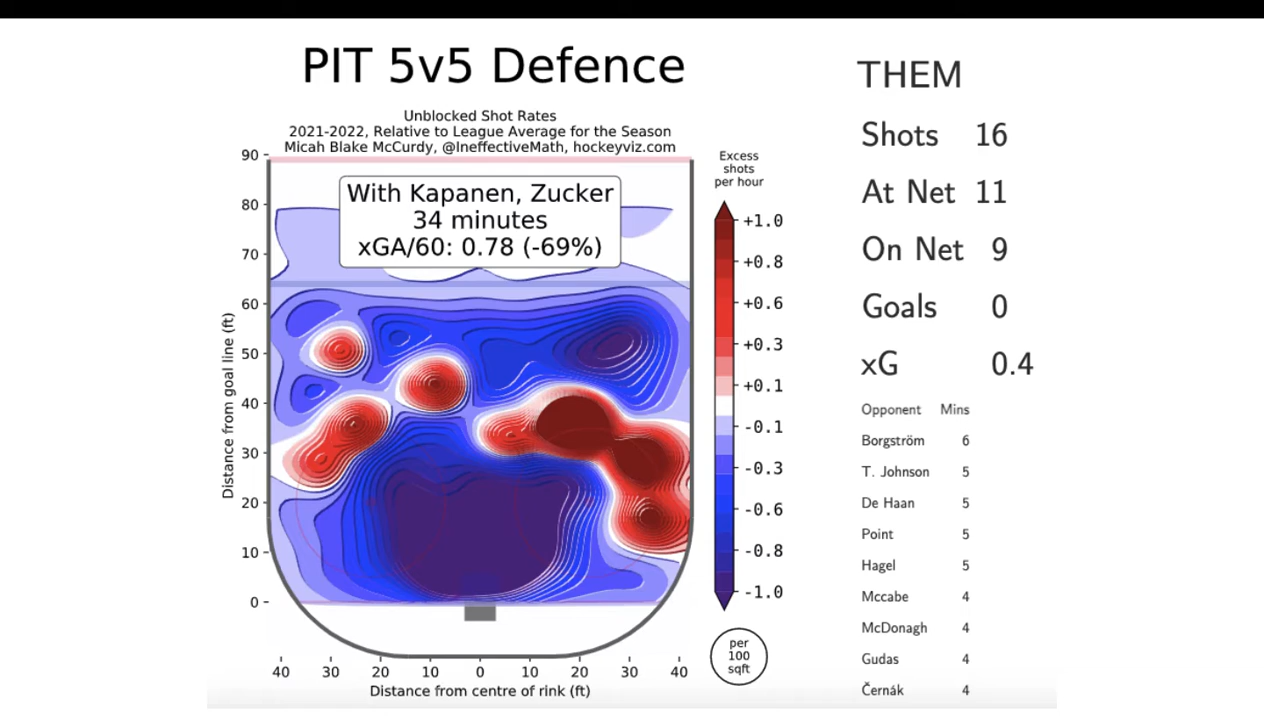 PIT 5v5 Defence
Unblocked Shot Rates
2021-2022, Relative to League Average for the Season
Micah Blake McCurdy, @IneffectiveMath, hockeyviz.com
With Kapanen, Zucker
34 minutes
xGA/60: 0.78 (-69%)
Distance from goal line (ft)
90
80
70
60
50
40
30
20
10
0
40 30 20 10 0 10 20 30 40
Distance from centre of rink (ft)
Excess
shots
per hour
+1.0
+0.8
+0.6
+0.3
+0.1
-0.1
-0.3
-0.6
-0.8
-1.0
per
100
sqft
THEM
Shots 16
At Net 11
On Net 9
Goals 0
xG 0.4
Opponent Mins
Borgström 6
T. Johnson 5
De Haan 5
Point 5
Hagel 5
Mccabe 4
McDonagh 4
Gudas 4
Černák 4